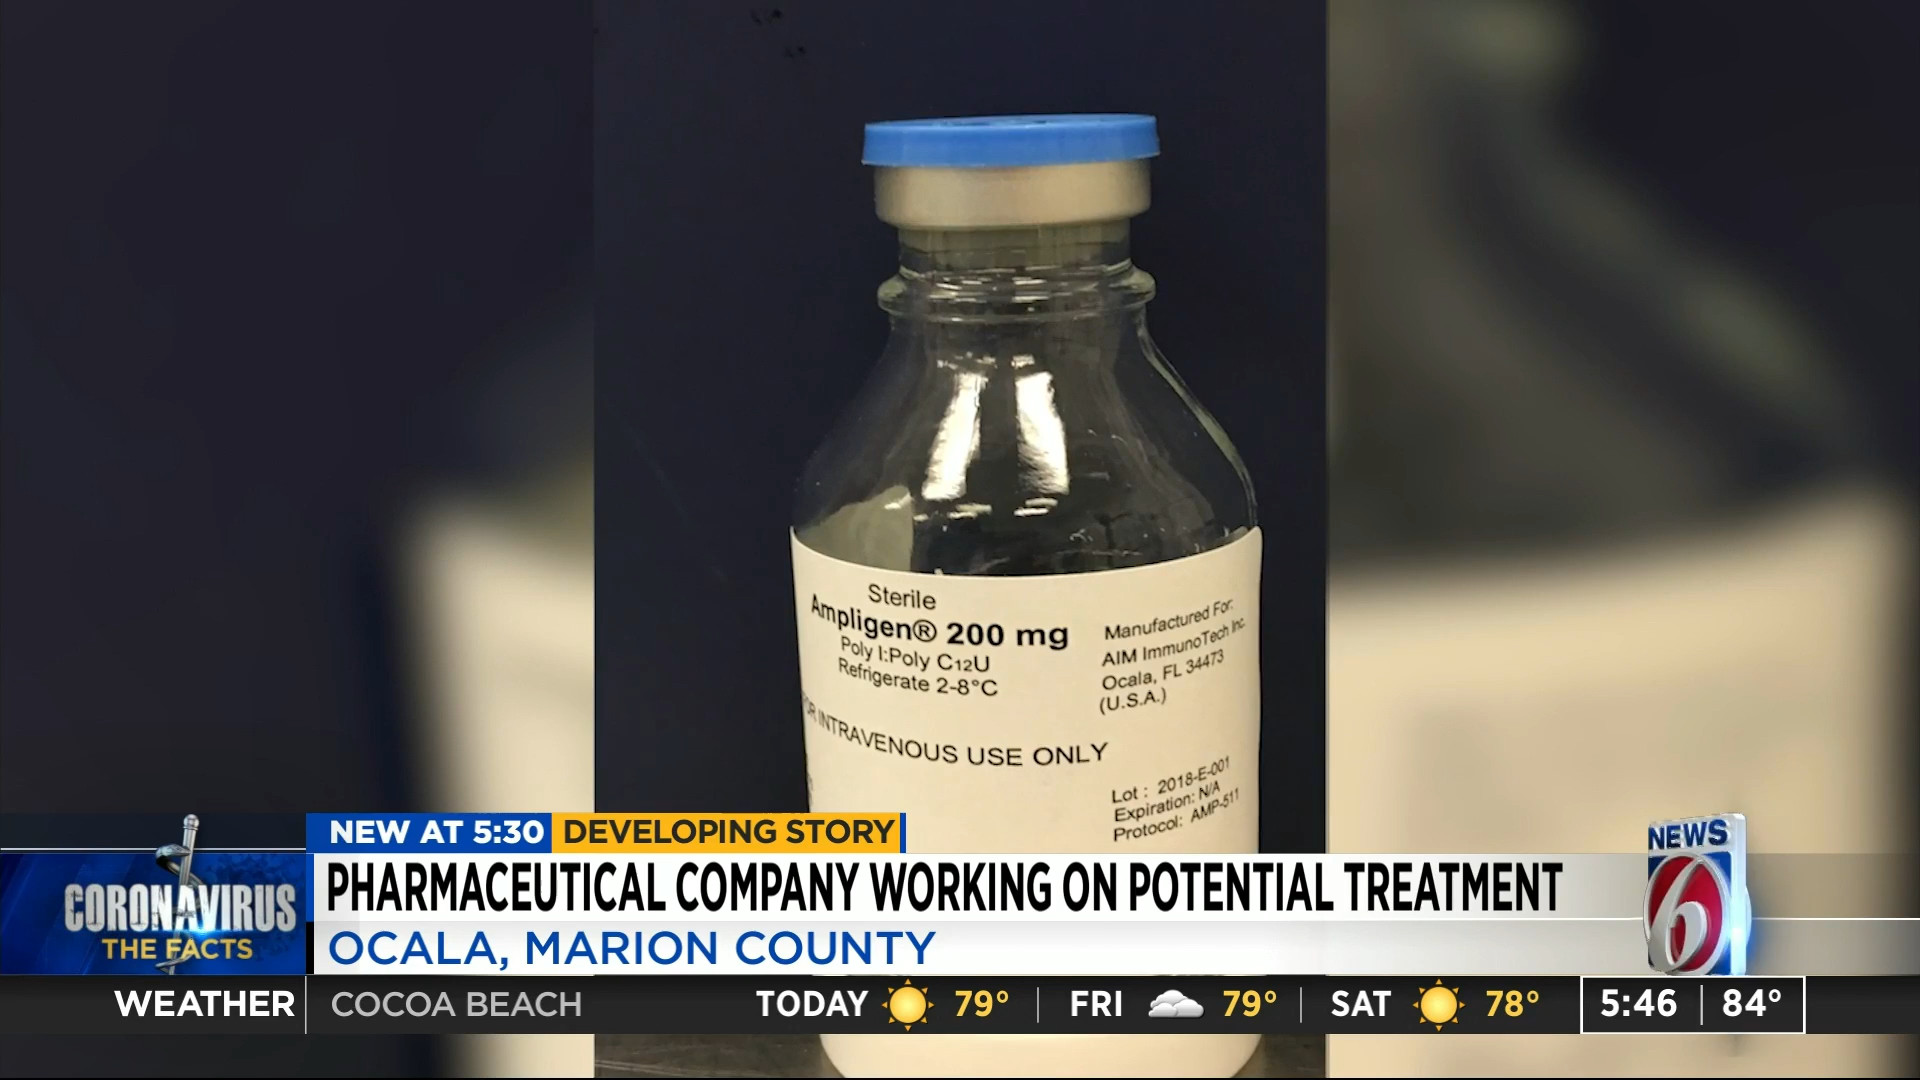 Sterile
Ampligen® 200 mg
Poly I:Poly C12U
Refrigerate 2-8°C
Manufactured For:
AIM ImmunoTech Inc.
Ocala, FL 34473
(U.S.A.)
OR INTRAVENOUS USE ONLY
Lot : 2018-E-001
Expiration: N/A
Protocol: AMP-511
NEW AT 5:30 DEVELOPING STORY
CORONAVIRUS
THE FACTS
PHARMACEUTICAL COMPANY WORKING ON POTENTIAL TREATMENT
OCALA, MARION COUNTY
NEWS
6
WEATHER COCOA BEACH TODAY 79° FRI 79° SAT 78° 5:46 84°